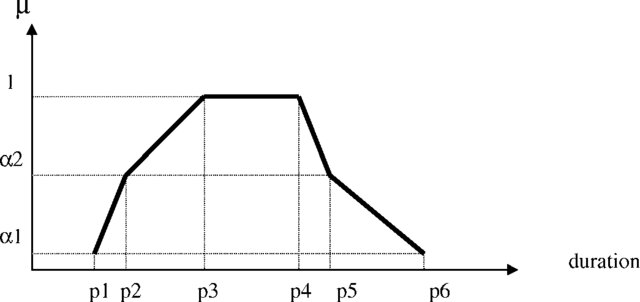 μ
1
α2
α1
duration
p1 p2 p3 p4 p5 p6